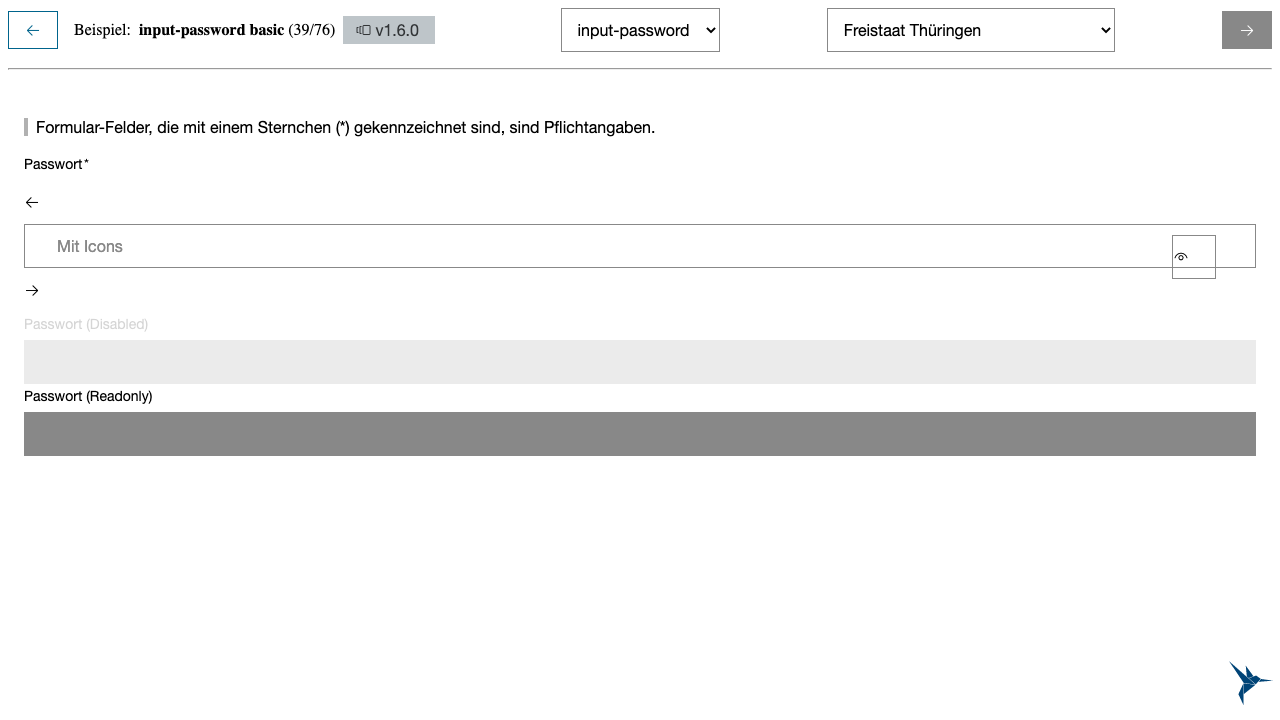 Beispiel: input-password basic (39/76) v1.6.0 input-password Freistaat Thüringen
Formular-Felder, die mit einem Sternchen (*) gekennzeichnet sind, sind Pflichtangaben.
Passwort*
Mit Icons
Passwort (Disabled)
Passwort (Readonly)